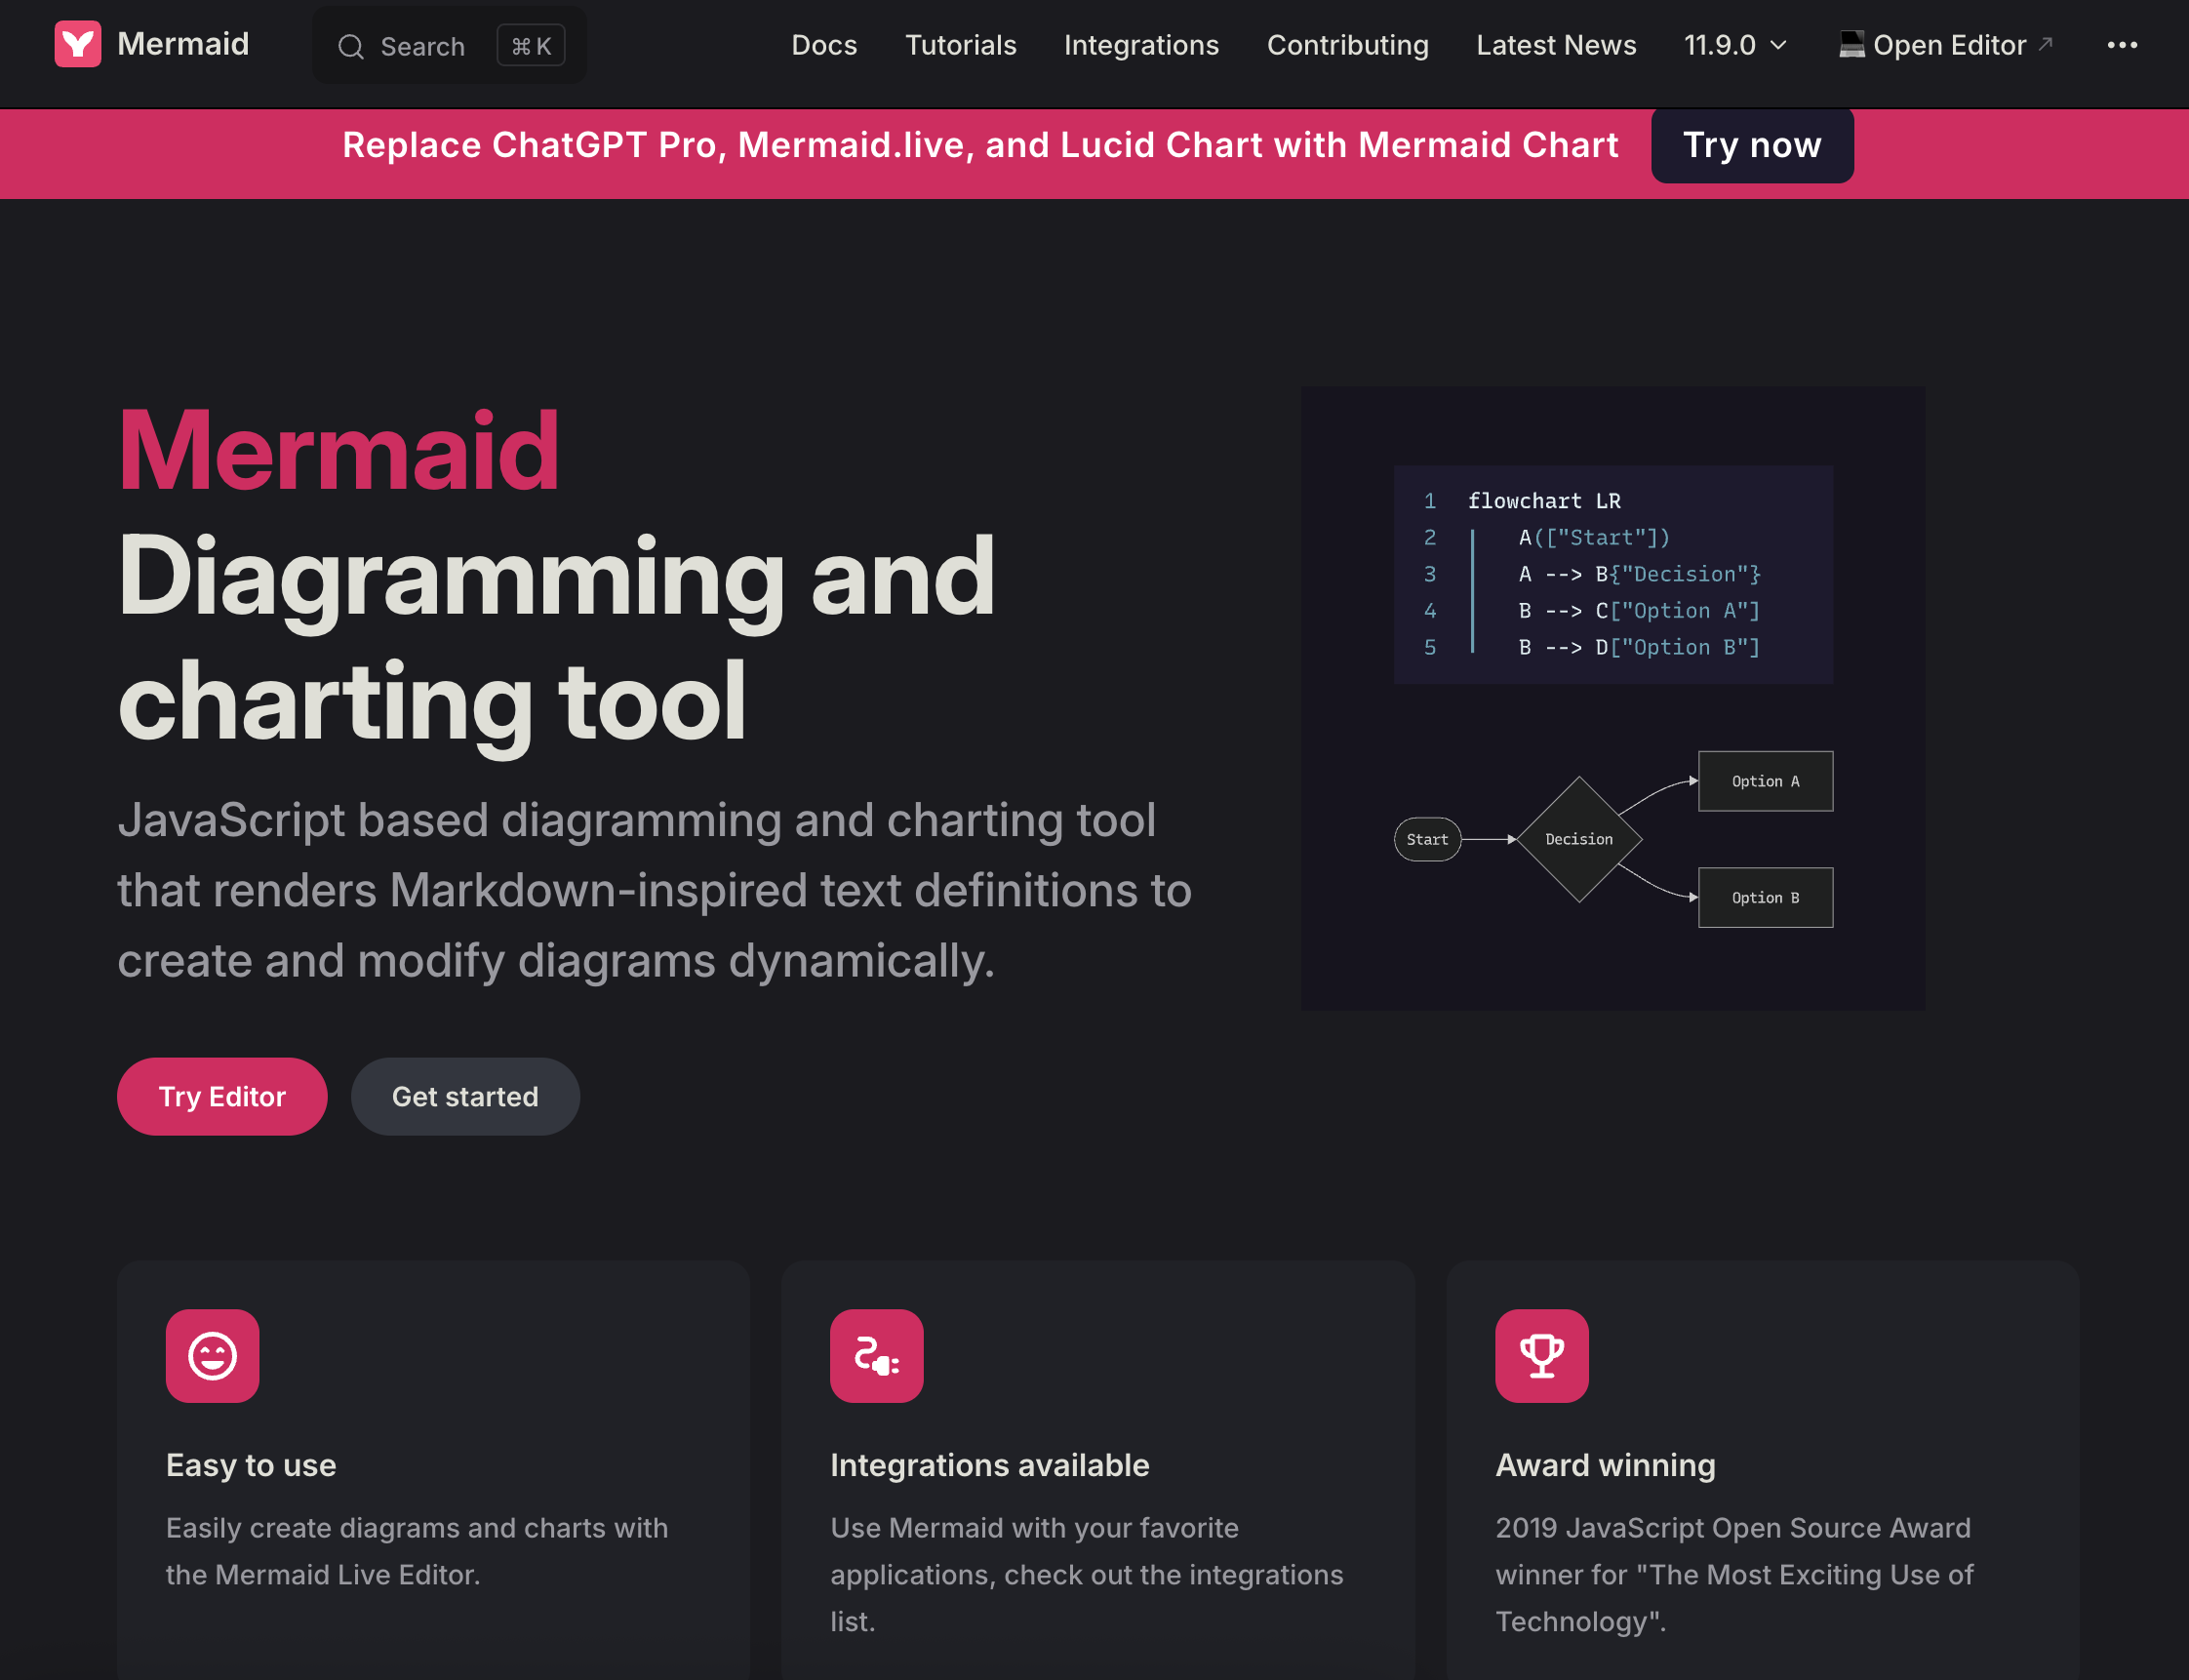 Mermaid
Search ⌘ K
Docs Tutorials Integrations Contributing Latest News 11.9.0 Open Editor
Replace ChatGPT Pro, Mermaid.live, and Lucid Chart with Mermaid Chart Try now
Mermaid
Diagramming and
charting tool
JavaScript based diagramming and charting tool
that renders Markdown-inspired text definitions to
create and modify diagrams dynamically.
Try Editor Get started
1 flowchart LR
2 A(["Start"])
3 A --> B{"Decision"}
4 B --> C["Option A"]
5 B --> D["Option B"]
Option A
Start Decision
Option B
Easy to use
Easily create diagrams and charts with
the Mermaid Live Editor.
Integrations available
Use Mermaid with your favorite
applications, check out the integrations
list.
Award winning
2019 JavaScript Open Source Award
winner for "The Most Exciting Use of
Technology".